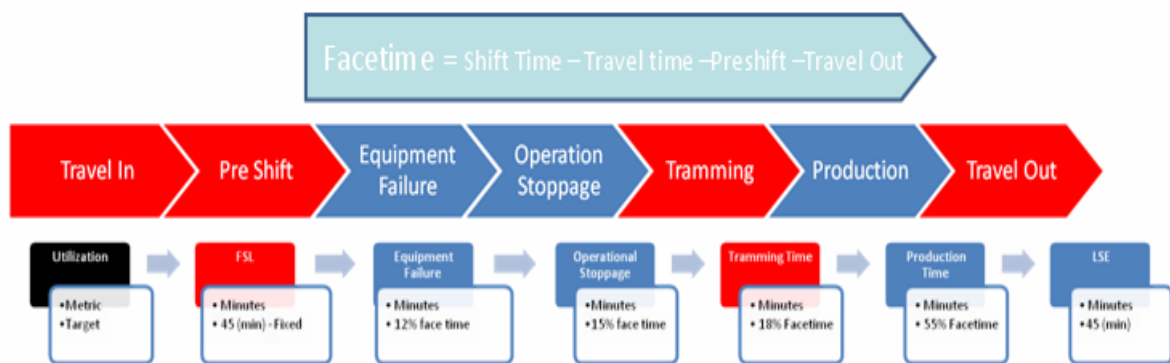 Facetime = Shift Time – Travel time –Preshift –Travel Out
Travel In
Pre Shift
Equipment
Failure
Operation
Stoppage
Tramming
Production
Travel Out
Utilization
•Metric
•Target
FSL
•Minutes
• 45 (min) - Fixed
Equipment
Failure
• Minutes
• 12% face time
Operational
Stoppage
•Minutes
•15% face time
Tramming Time
• Minutes
• 18% Facetime
Production
Time
• Minutes
• 55% Facetime
LSE
• Minutes
•45 (min)